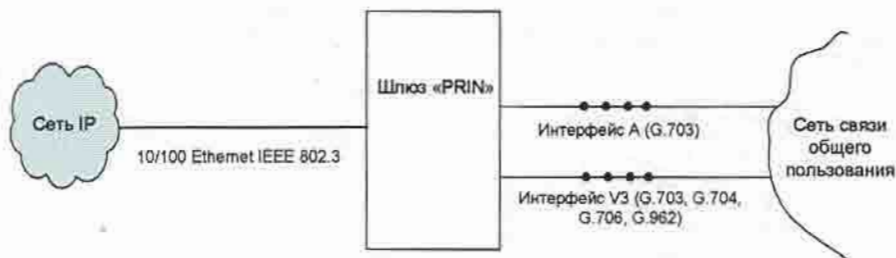 Сеть IP
10/100 Ethernet IEEE 802.3
Шлюз «PRIN»
Интерфейс А (G.703)
Интерфейс V3 (G.703, G.704,
G.706, G.962)
Сеть связи
общего
пользования